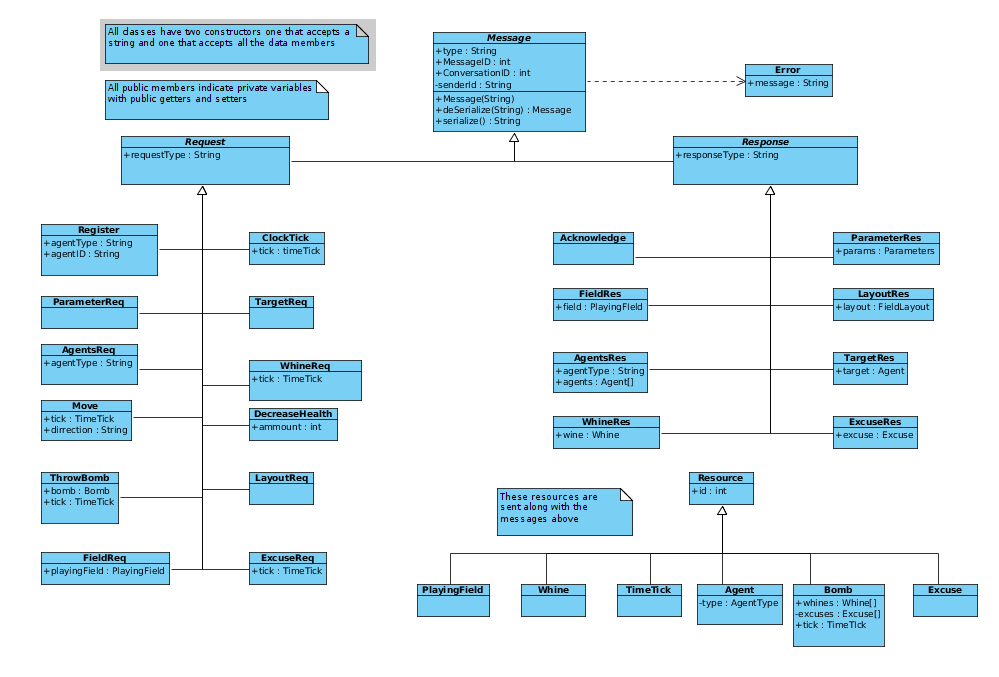 All classes have two constructors one that accepts a
string and one that accepts all the data members
All public members indicate private variables
with public getters and setters
Message
+type : String
+MessageID : int
+ConversationID : int
-senderId : String
+Message(String)
+deSerialize(String) : Message
+serialize() : String
Error
+message : String
Request
+requestType : String
Response
+responseType : String
Register
+agentType : String
+agentID : String
ClockTick
+tick : timeTick
ParameterReq
TargetReq
AgentsReq
+agentType : String
WhineReq
+tick : TimeTick
Move
+tick : TimeTick
+direction : String
DecreaseHealth
+ammount : int
ThrowBomb
+bomb : Bomb
+tick : TimeTick
LayoutReq
FieldReq
+playingField : PlayingField
ExcuseReq
+tick : TimeTick
Acknowledge
ParameterRes
+params : Parameters
FieldRes
+field : PlayingField
LayoutRes
+layout : FieldLayout
AgentsRes
+agentType : String
+agents : Agent[]
TargetRes
+target : Agent
WhineRes
+wine : Whine
ExcuseRes
+excuse : Excuse
These resources are
sent along with the
messages above
Resource
+id : int
PlayingField
Whine
TimeTick
Agent
-type : AgentType
Bomb
+whines : Whine[]
-excuses : Excuse[]
+tick : TimeTIck
Excuse